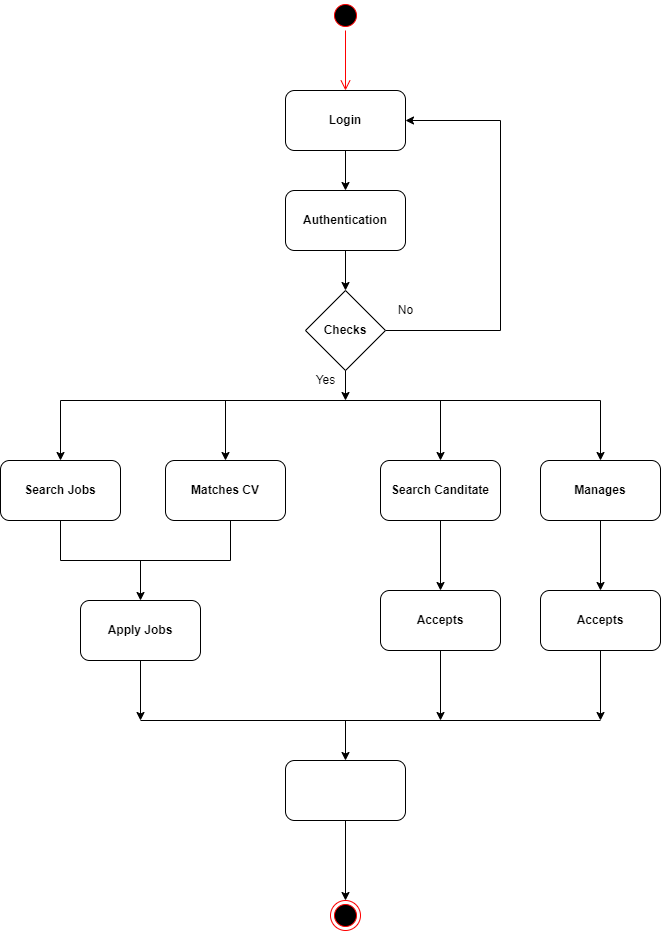 Login
Authentication
Checks
No
Yes
Search Jobs
Matches CV
Search Canditate
Manages
Apply Jobs
Accepts
Accepts